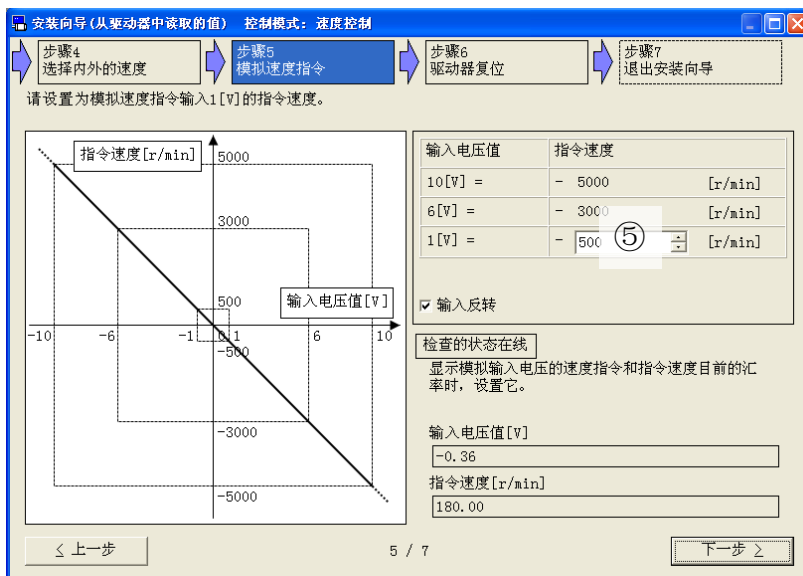 安装向导(从驱动器中读取的值) 控制模式: 速度控制
步骤4
选择内外的速度
步骤5
模拟速度指令
步骤6
驱动器复位
步骤7
退出安装向导
请设置为模拟速度指令输入1[V]的指令速度。
指令速度[r/min]
5000
3000
500
输入电压值[V]
-10
-6
-1
0
1
6
10
-500
-3000
-5000
输入电压值 指令速度
10[V] = - 5000 [r/min]
6[V] = - 3000 [r/min]
1[V] = - 500 ⑤ [r/min]
输入反转
检查的状态在线
显示模拟输入电压的速度指令和指令速度目前的汇
率时，设置它。
输入电压值[V]
-0.36
指令速度[r/min]
180.00
< 上一步
5 / 7
下一步 >